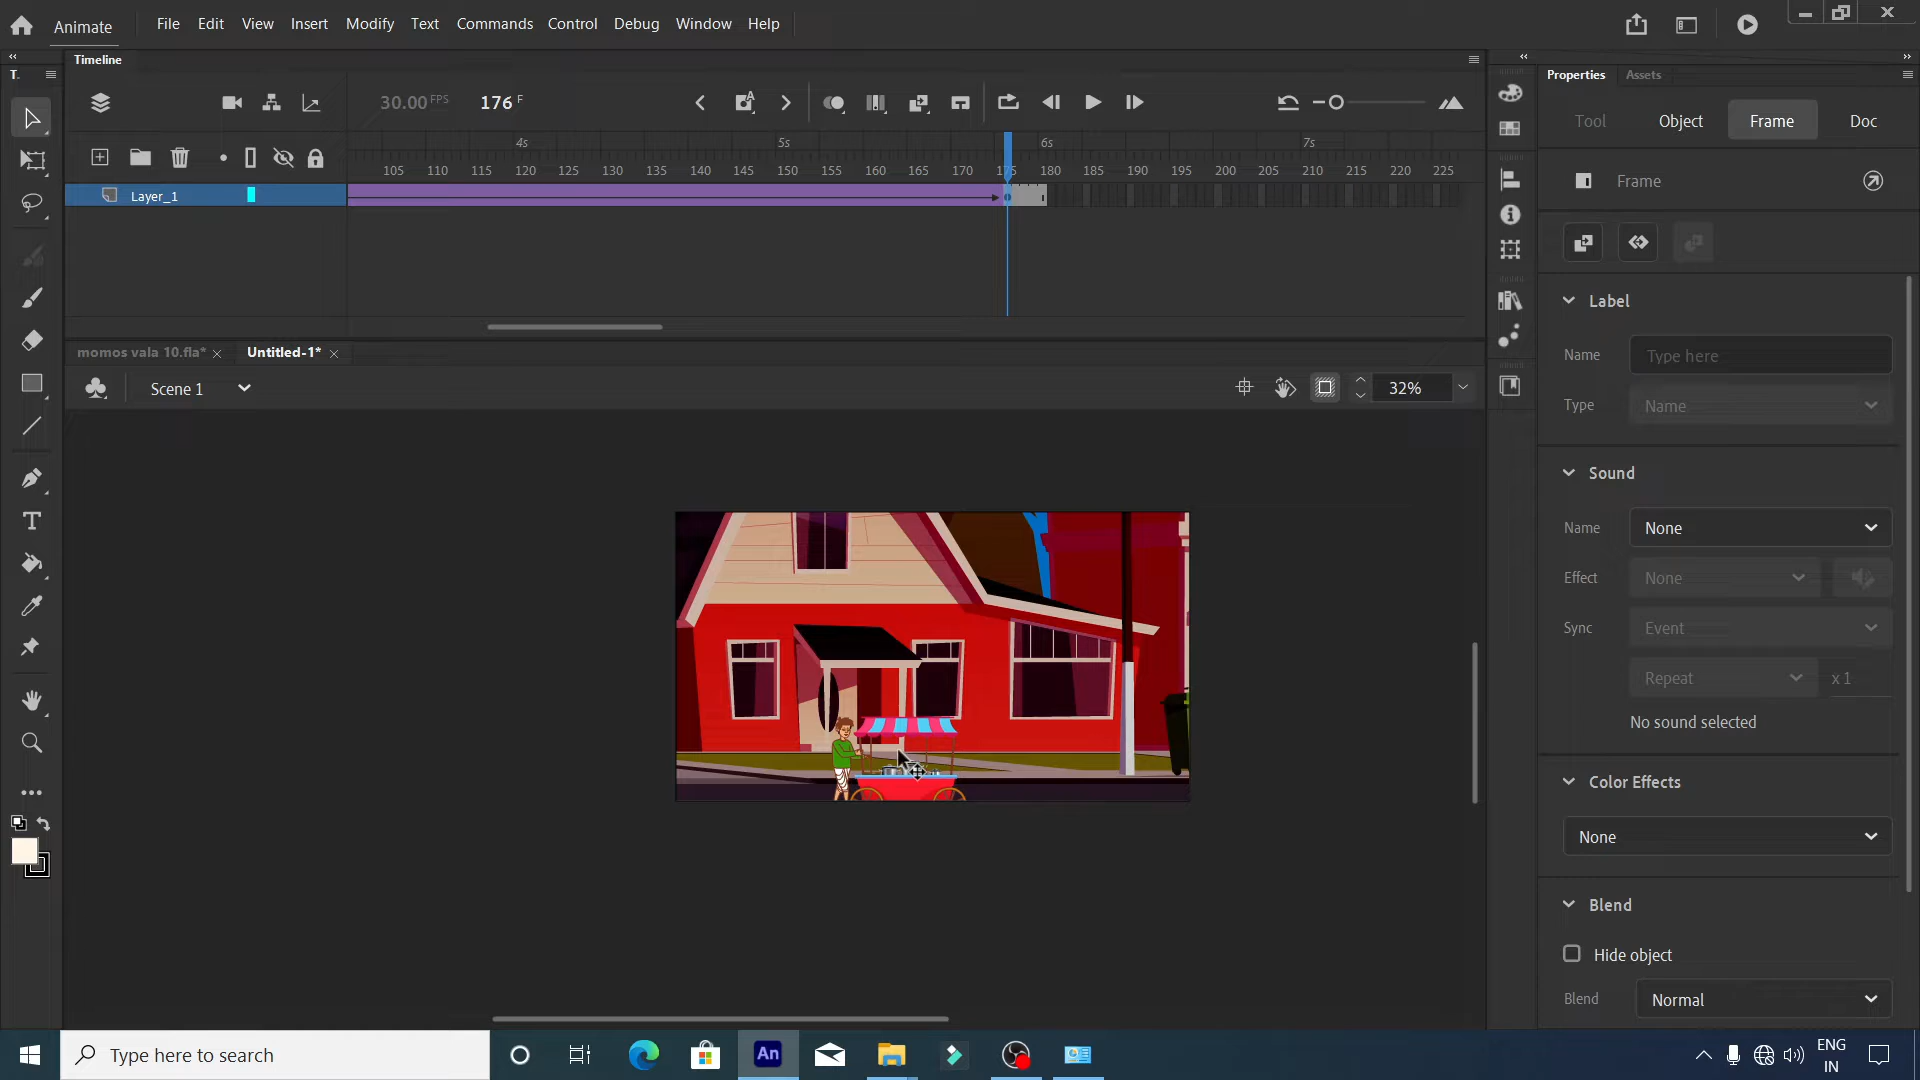 Animate File Edit View Insert Modify Text Commands Control Debug Window Help
Timeline
T.
Properties Assets
30.00 FPS 176 F
Tool Object Frame Doc
4s 5s 6s 7s
105 110 115 120 125 130 135 140 145 150 155 160 165 170 175 180 185 190 195 200 205 210 215 220 225
Layer_1
Frame
Label
Name Type here
Type Name
momos vala 10.fla* Untitled-1*
Scene 1
32%
Sound
Name None
Effect None
Sync Event
Repeat x 1
No sound selected
Color Effects
None
Blend
Hide object
Blend Normal
Type here to search
An
ENG
IN